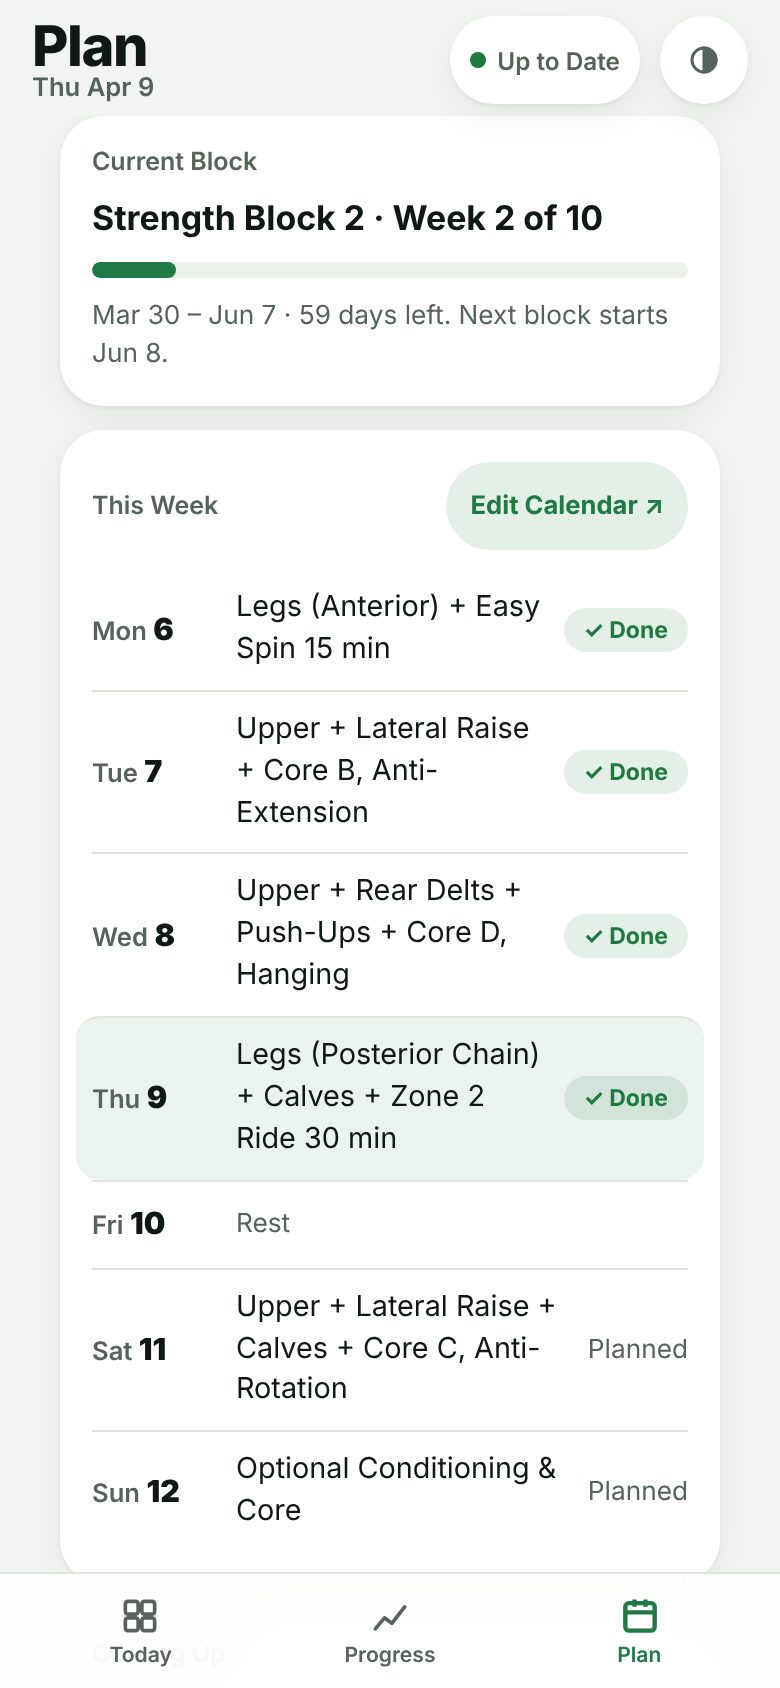 Plan
Thu Apr 9
Up to Date
Current Block
Strength Block 2 · Week 2 of 10
Mar 30 – Jun 7 · 59 days left. Next block starts
Jun 8.
This Week
Edit Calendar ↗
Mon 6
Legs (Anterior) + Easy
Spin 15 min
✓ Done
Tue 7
Upper + Lateral Raise
+ Core B, Anti-
Extension
✓ Done
Wed 8
Upper + Rear Delts +
Push-Ups + Core D,
Hanging
✓ Done
Thu 9
Legs (Posterior Chain)
+ Calves + Zone 2
Ride 30 min
✓ Done
Fri 10
Rest
Sat 11
Upper + Lateral Raise +
Calves + Core C, Anti-
Rotation
Planned
Sun 12
Optional Conditioning &
Core
Planned
Up
Today
Progress
Plan